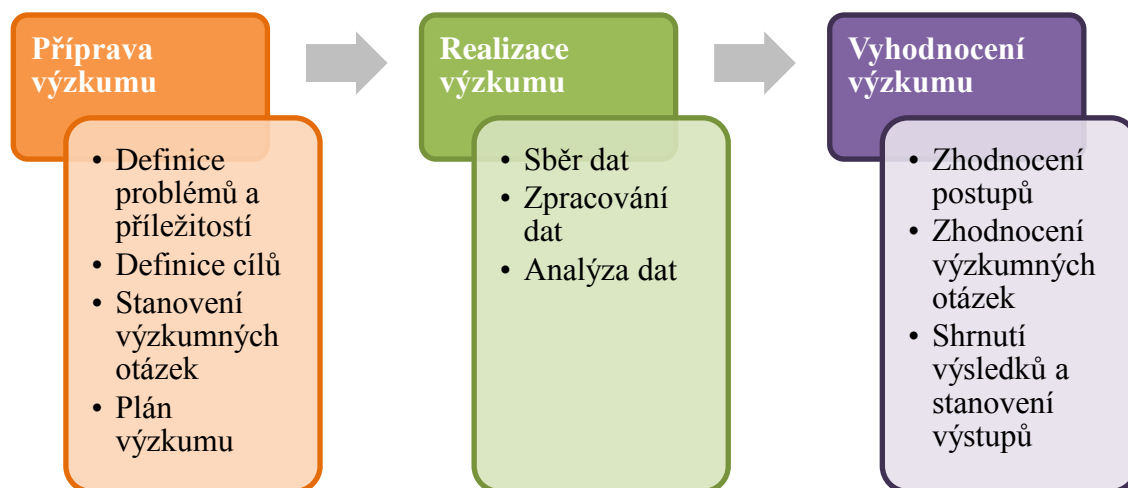 Příprava
výzkumu
• Definice
problémů a
příležitostí
• Definice cílů
• Stanovení
výzkumných
otázek
• Plán
výzkumu
Realizace
výzkumu
• Sběr dat
• Zpracování
dat
• Analýza dat
Vyhodnocení
výzkumu
• Zhodnocení
postupů
• Zhodnocení
výzkumných
otázek
• Shrnutí
výsledků a
stanovení
výstupů